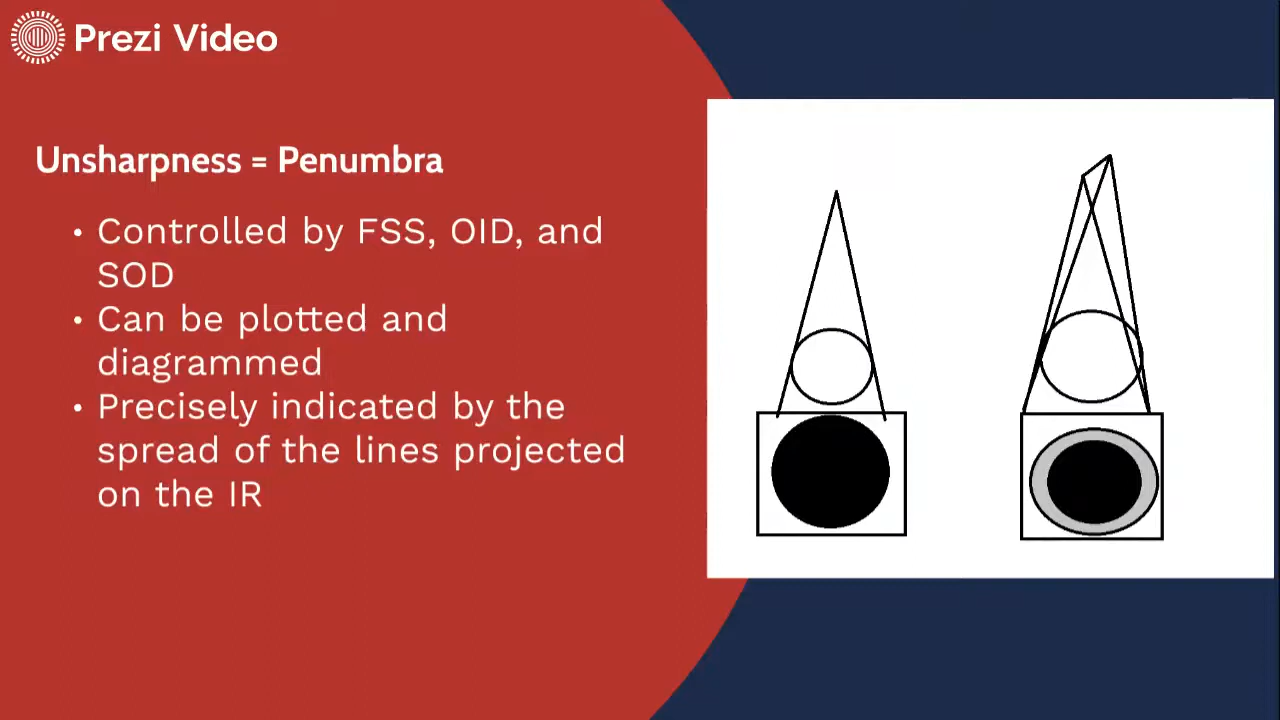 Prezi Video
Unsharpness = Penumbra
• Controlled by FSS, OID, and
SOD
• Can be plotted and
diagrammed
• Precisely indicated by the
spread of the lines projected
on the IR